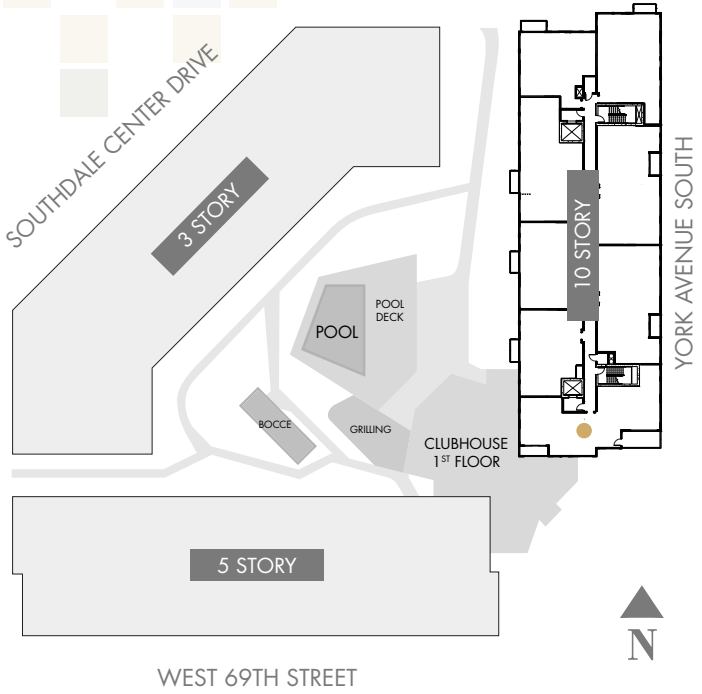 SOUTHDALE CENTER DRIVE
3 STORY
10 STORY
YORK AVENUE SOUTH
POOL
DECK
POOL
BOCCE
GRILLING
CLUBHOUSE
1ST FLOOR
5 STORY
N
WEST 69TH STREET